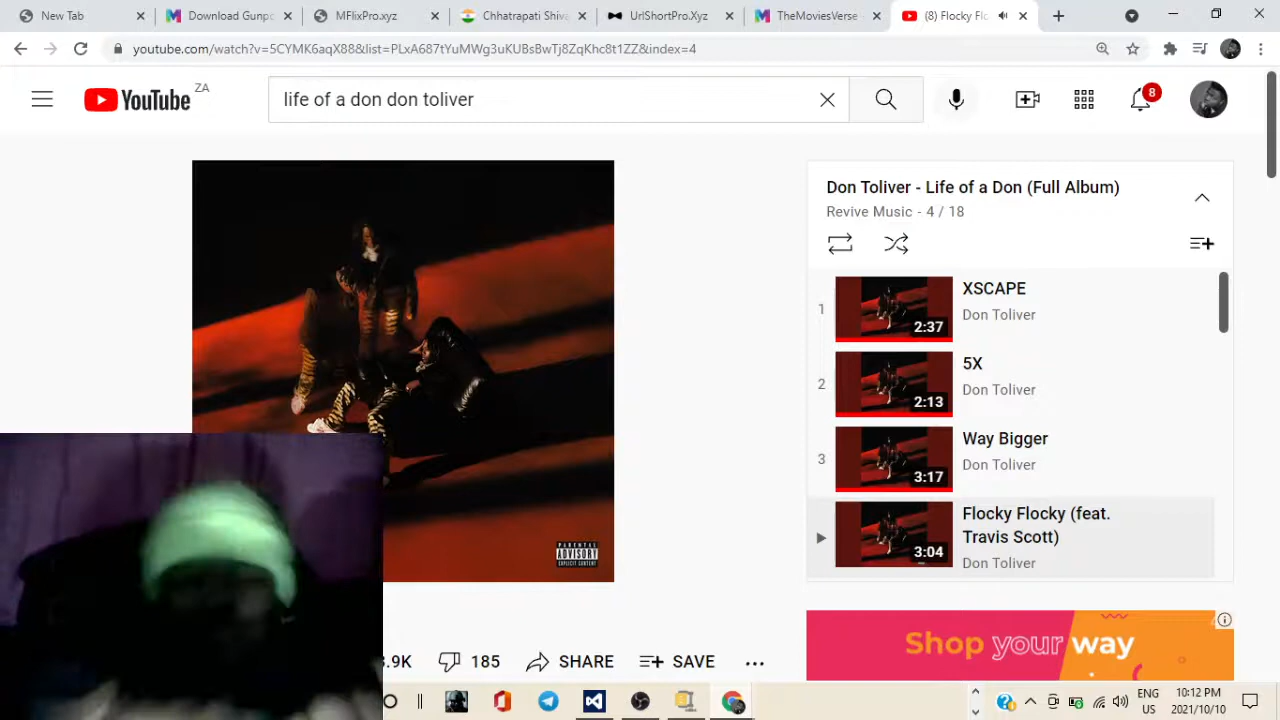 New Tab
Download Gunp
MFlixPro.xyz
Chhatrapati Shiva
UrlShortPro.Xyz
TheMoviesVerse
(8) Flocky Fl
youtube.com/watch?v=5CYMK6aqX88&list=PLxA687tYuMWg3uKUBsBwTj8ZqKhc8t1ZZ&index=4
YouTube
ZA
life of a don don toliver
8
Don Toliver - Life of a Don (Full Album)
Revive Music - 4 / 18
1
2:37
XSCAPE
Don Toliver
2
2:13
5X
Don Toliver
3
3:17
Way Bigger
Don Toliver
3:04
Flocky Flocky (feat.
Travis Scott)
Don Toliver
PARENTAL
ADVISORY
EXPLICIT CONTENT
Shop your way
.9K
185
SHARE
SAVE
ENG
US
10:12 PM
2021/10/10